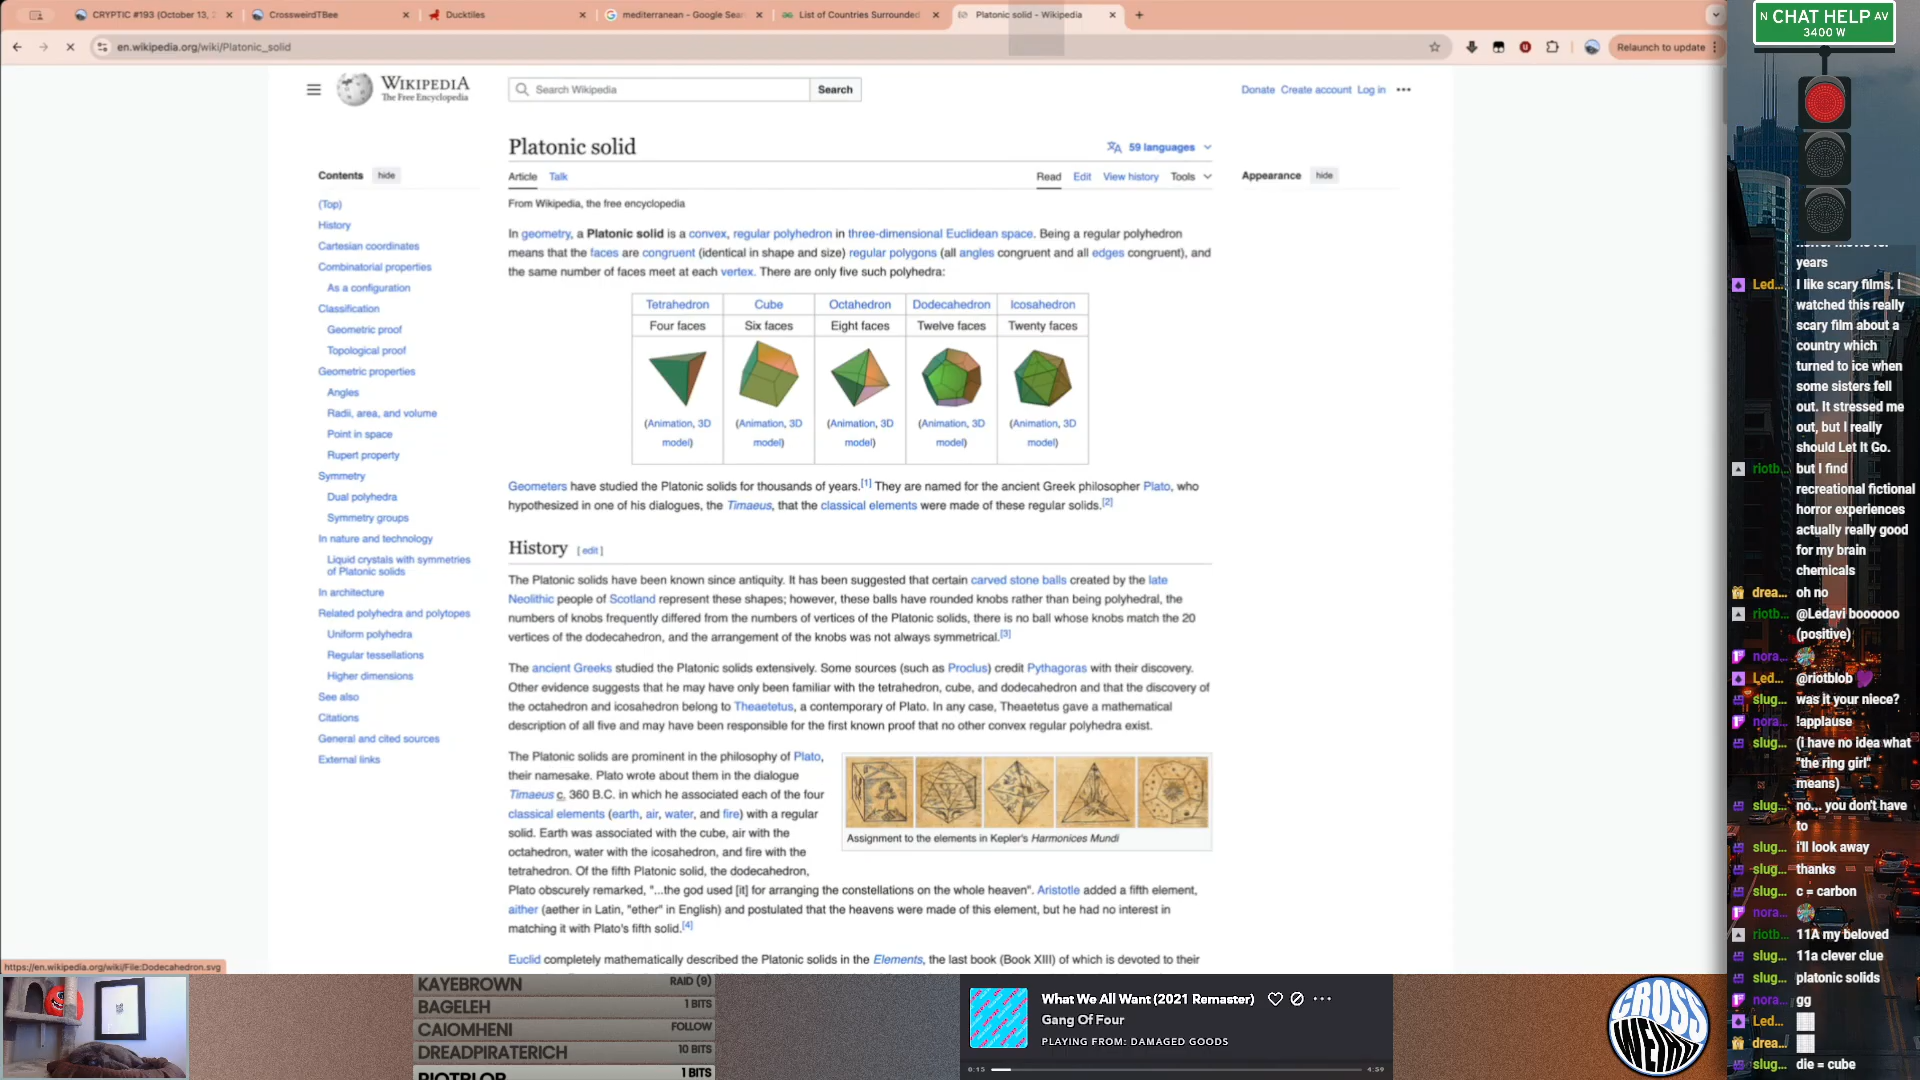 CRYPTIC #193 (October 13, 2
CrossweirdTBee
Ducktiles
mediterranean - Google Sear
List of Countries Surrounded
Platonic solid - Wikipedia
en.wikipedia.org/wiki/Platonic_solid
Relaunch to update
WIKIPEDIA
The Free Encyclopedia
Search Wikipedia
Search
Donate Create account Log in
Platonic solid
59 languages
Article Talk
Read Edit View history Tools
From Wikipedia, the free encyclopedia
Contents hide
(Top)
History
Cartesian coordinates
Combinatorial properties
As a configuration
Classification
Geometric proof
Topological proof
Geometric properties
Angles
Radii, area, and volume
Point in space
Rupert property
Symmetry
Dual polyhedra
Symmetry groups
In nature and technology
Liquid crystals with symmetries
of Platonic solids
In architecture
Related polyhedra and polytopes
Uniform polyhedra
Regular tessellations
Higher dimensions
See also
Citations
General and cited sources
External links
Appearance hide
In geometry, a Platonic solid is a convex, regular polyhedron in three-dimensional Euclidean space. Being a regular polyhedron
means that the faces are congruent (identical in shape and size) regular polygons (all angles congruent and all edges congruent), and
the same number of faces meet at each vertex. There are only five such polyhedra:
Tetrahedron Cube Octahedron Dodecahedron Icosahedron
Four faces Six faces Eight faces Twelve faces Twenty faces
(Animation, 3D (Animation, 3D (Animation, 3D (Animation, 3D (Animation, 3D
model) model) model) model) model)
Geometers have studied the Platonic solids for thousands of years.[1] They are named for the ancient Greek philosopher Plato, who
hypothesized in one of his dialogues, the Timaeus, that the classical elements were made of these regular solids.[2]
History [ edit ]
The Platonic solids have been known since antiquity. It has been suggested that certain carved stone balls created by the late
Neolithic people of Scotland represent these shapes; however, these balls have rounded knobs rather than being polyhedral, the
numbers of knobs frequently differed from the numbers of vertices of the Platonic solids, there is no ball whose knobs match the 20
vertices of the dodecahedron, and the arrangement of the knobs was not always symmetrical.[3]
The ancient Greeks studied the Platonic solids extensively. Some sources (such as Proclus) credit Pythagoras with their discovery.
Other evidence suggests that he may have only been familiar with the tetrahedron, cube, and dodecahedron and that the discovery of
the octahedron and icosahedron belong to Theaetetus, a contemporary of Plato. In any case, Theaetetus gave a mathematical
description of all five and may have been responsible for the first known proof that no other convex regular polyhedra exist.
The Platonic solids are prominent in the philosophy of Plato,
their namesake. Plato wrote about them in the dialogue
Timaeus c. 360 B.C. in which he associated each of the four
classical elements (earth, air, water, and fire) with a regular
solid. Earth was associated with the cube, air with the
octahedron, water with the icosahedron, and fire with the
tetrahedron. Of the fifth Platonic solid, the dodecahedron,
Plato obscurely remarked, "...the god used [it] for arranging the constellations on the whole heaven". Aristotle added a fifth element,
aither (aether in Latin, "ether" in English) and postulated that the heavens were made of this element, but he had no interest in
matching it with Plato's fifth solid.[4]
Assignment to the elements in Kepler's Harmonices Mundi
Euclid completely mathematically described the Platonic solids in the Elements, the last book (Book XIII) of which is devoted to their
https://en.wikipedia.org/wiki/File:Dodecahedron.svg
N CHAT HELP AV
3400 W
years
Led... I like scary films. I
watched this really
scary film about a
country which
turned to ice when
some sisters fell
out. It stressed me
out, but I really
should Let It Go.
riotb... but I find
recreational fictional
horror experiences
actually really good
for my brain
chemicals
drea... oh no
riotb... @Ledavi boooooo
(positive)
nora...
Led... @riotblob
slug... was it your niece?
nora... !applause
slug... (i have no idea what
"the ring girl"
means)
slug... no... you don't have
to
slug... i'll look away
slug... thanks
slug... c = carbon
nora...
riotb... 11A my beloved
slug... 11a clever clue
slug... platonic solids
nora... gg
Led...
drea...
slug... die = cube
KAYEBROWN RAID (9)
BAGELEH 1 BITS
CAIOMHENI FOLLOW
DREADPIRATERICH 10 BITS
RIOTBLOB 1 BITS
What We All Want (2021 Remaster)
Gang Of Four
PLAYING FROM: DAMAGED GOODS
0:15 4:59
CROSS
WEIRD